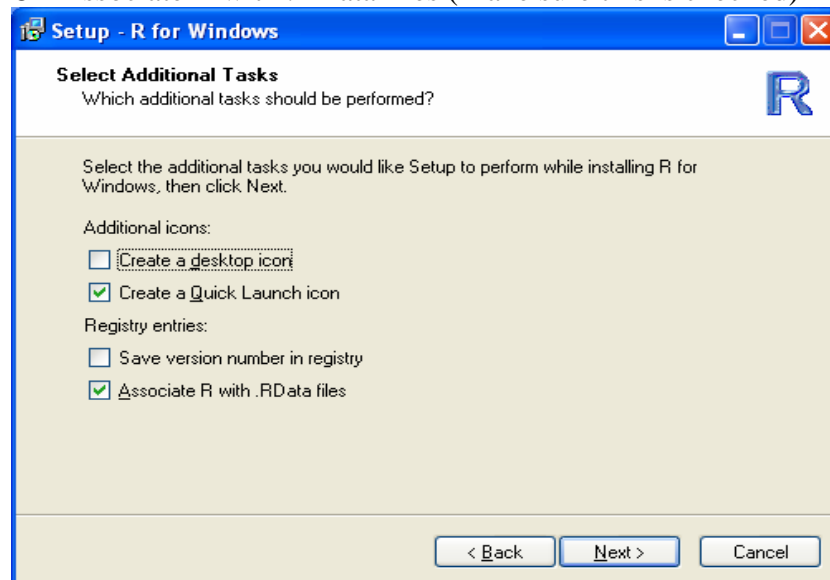 Setup - R for Windows
Select Additional Tasks
Which additional tasks should be performed?
R
Select the additional tasks you would like Setup to perform while installing R for
Windows, then click Next.
Additional icons:
Create a desktop icon
Create a Quick Launch icon
Registry entries:
Save version number in registry
Associate R with .RData files
< Back
Next >
Cancel